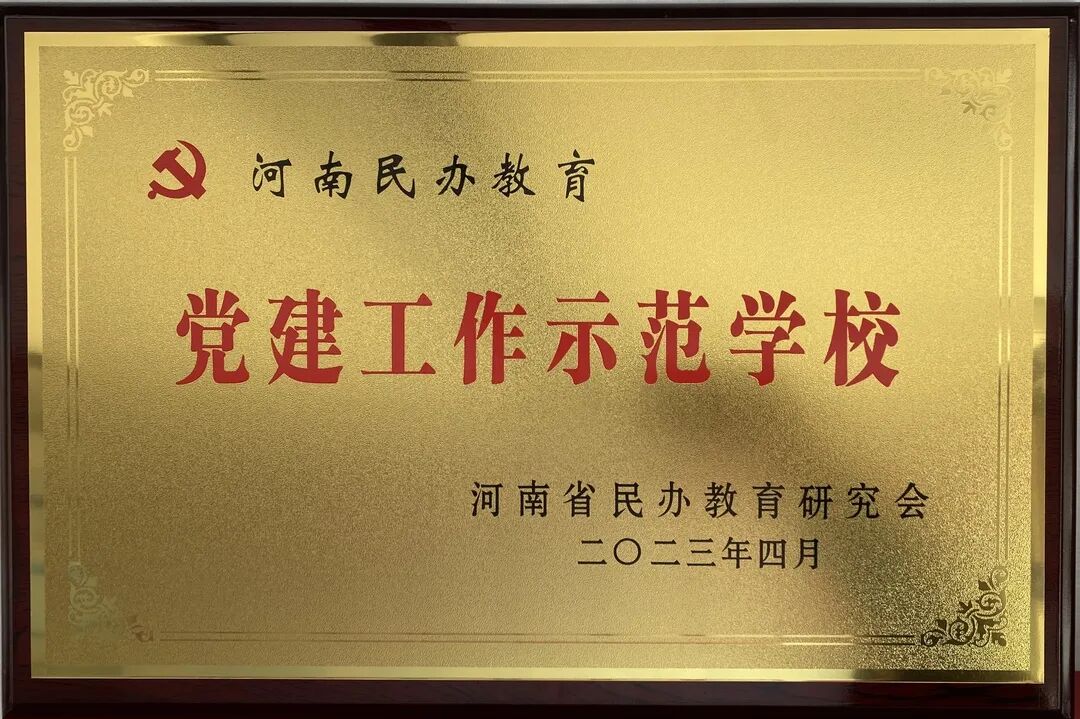 河南民办教育
党建工作示范学校
河南省民办教育研究会
二〇二三年四月